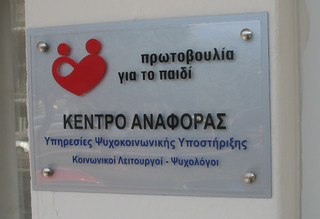 πρωτοβουλία
για το παιδί
ΚΕΝΤΡΟ ΑΝΑΦΟΡΑΣ
Υπηρεσίες Ψυχοκοινωνικής Υποστήριξης
Κοινωνικοί Λειτουργοί - Ψυχολόγοι